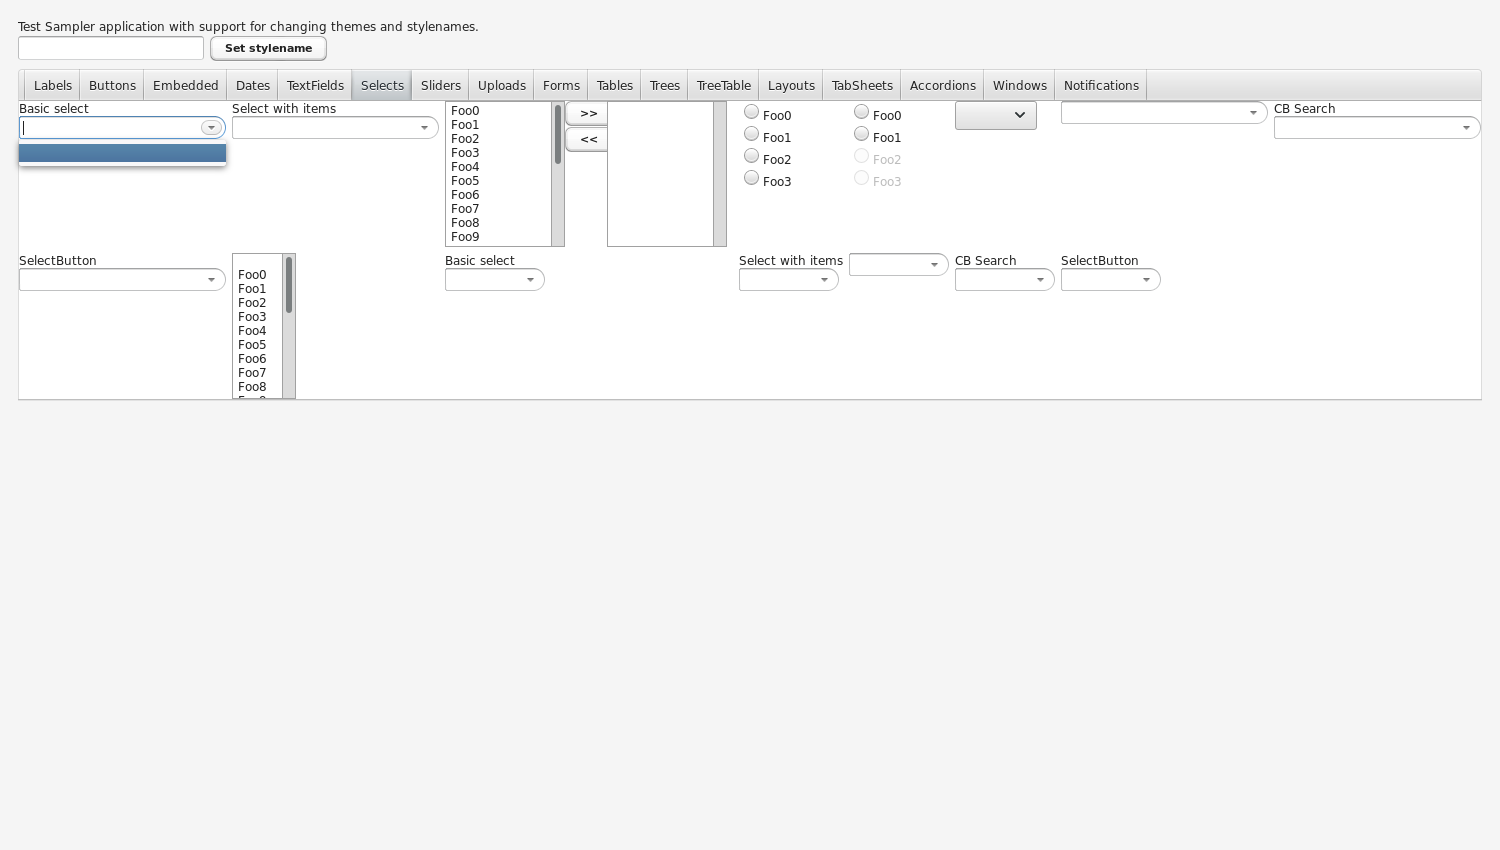 Test Sampler application with support for changing themes and stylenames.
Set stylename
Labels Buttons Embedded Dates TextFields Selects Sliders Uploads Forms Tables Trees TreeTable Layouts TabSheets Accordions Windows Notifications
Basic select
Select with items
Foo0
Foo1
Foo2
Foo3
Foo4
Foo5
Foo6
Foo7
Foo8
Foo9
>>
<<
Foo0
Foo1
Foo2
Foo3
Foo0
Foo1
Foo2
Foo3
CB Search
SelectButton
Foo0
Foo1
Foo2
Foo3
Foo4
Foo5
Foo6
Foo7
Foo8
Basic select
Select with items
CB Search
SelectButton